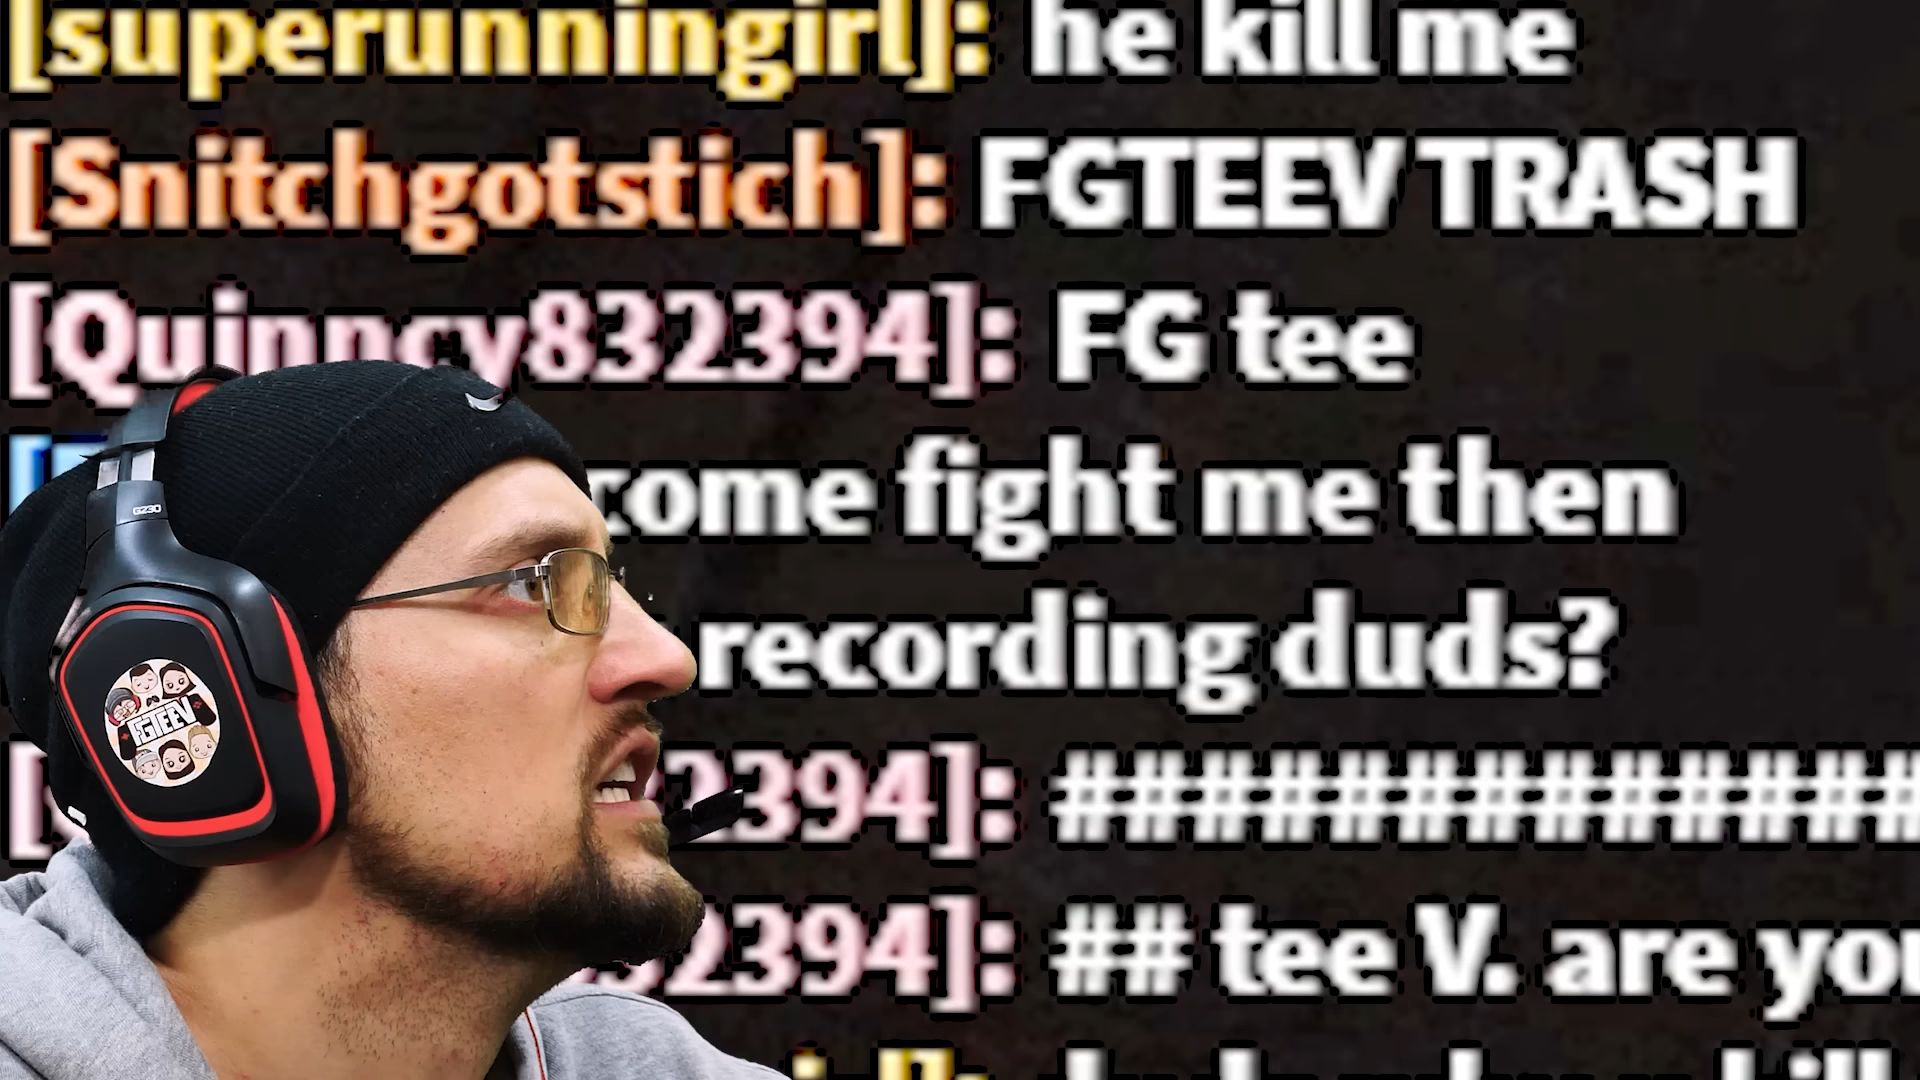 [superunningirl]: he kill me
[Snitchgotstich]: FGTEEV TRASH
[Quinncy832394]: FG tee
come fight me then
recording duds?
2394]: #############
2394]: ## tee V. are you
G230
FGTEEV